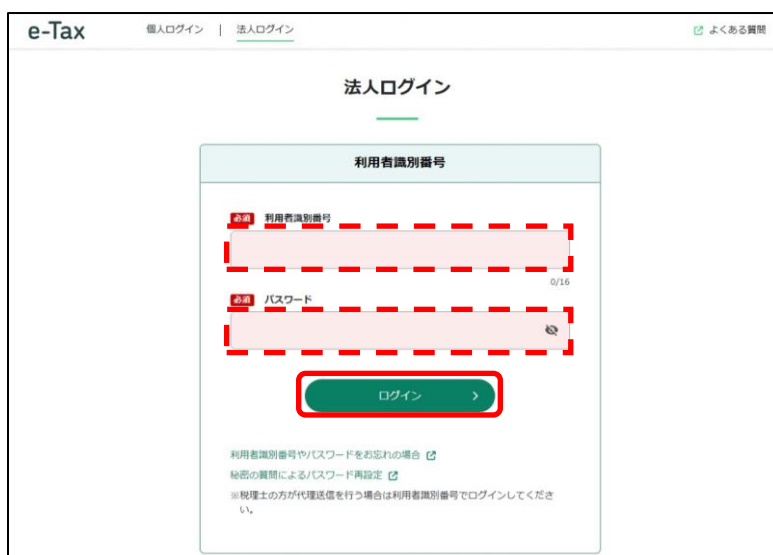 e-Tax 個人ログイン | 法人ログイン よくある質問
法人ログイン
利用者識別番号
必須 利用者識別番号
0/16
必須 パスワード
ログイン
利用者識別番号やパスワードをお忘れの場合
秘密の質問によるパスワード再設定
※税理士の方が代理送信を行う場合は利用者識別番号でログインしてくださ
い。